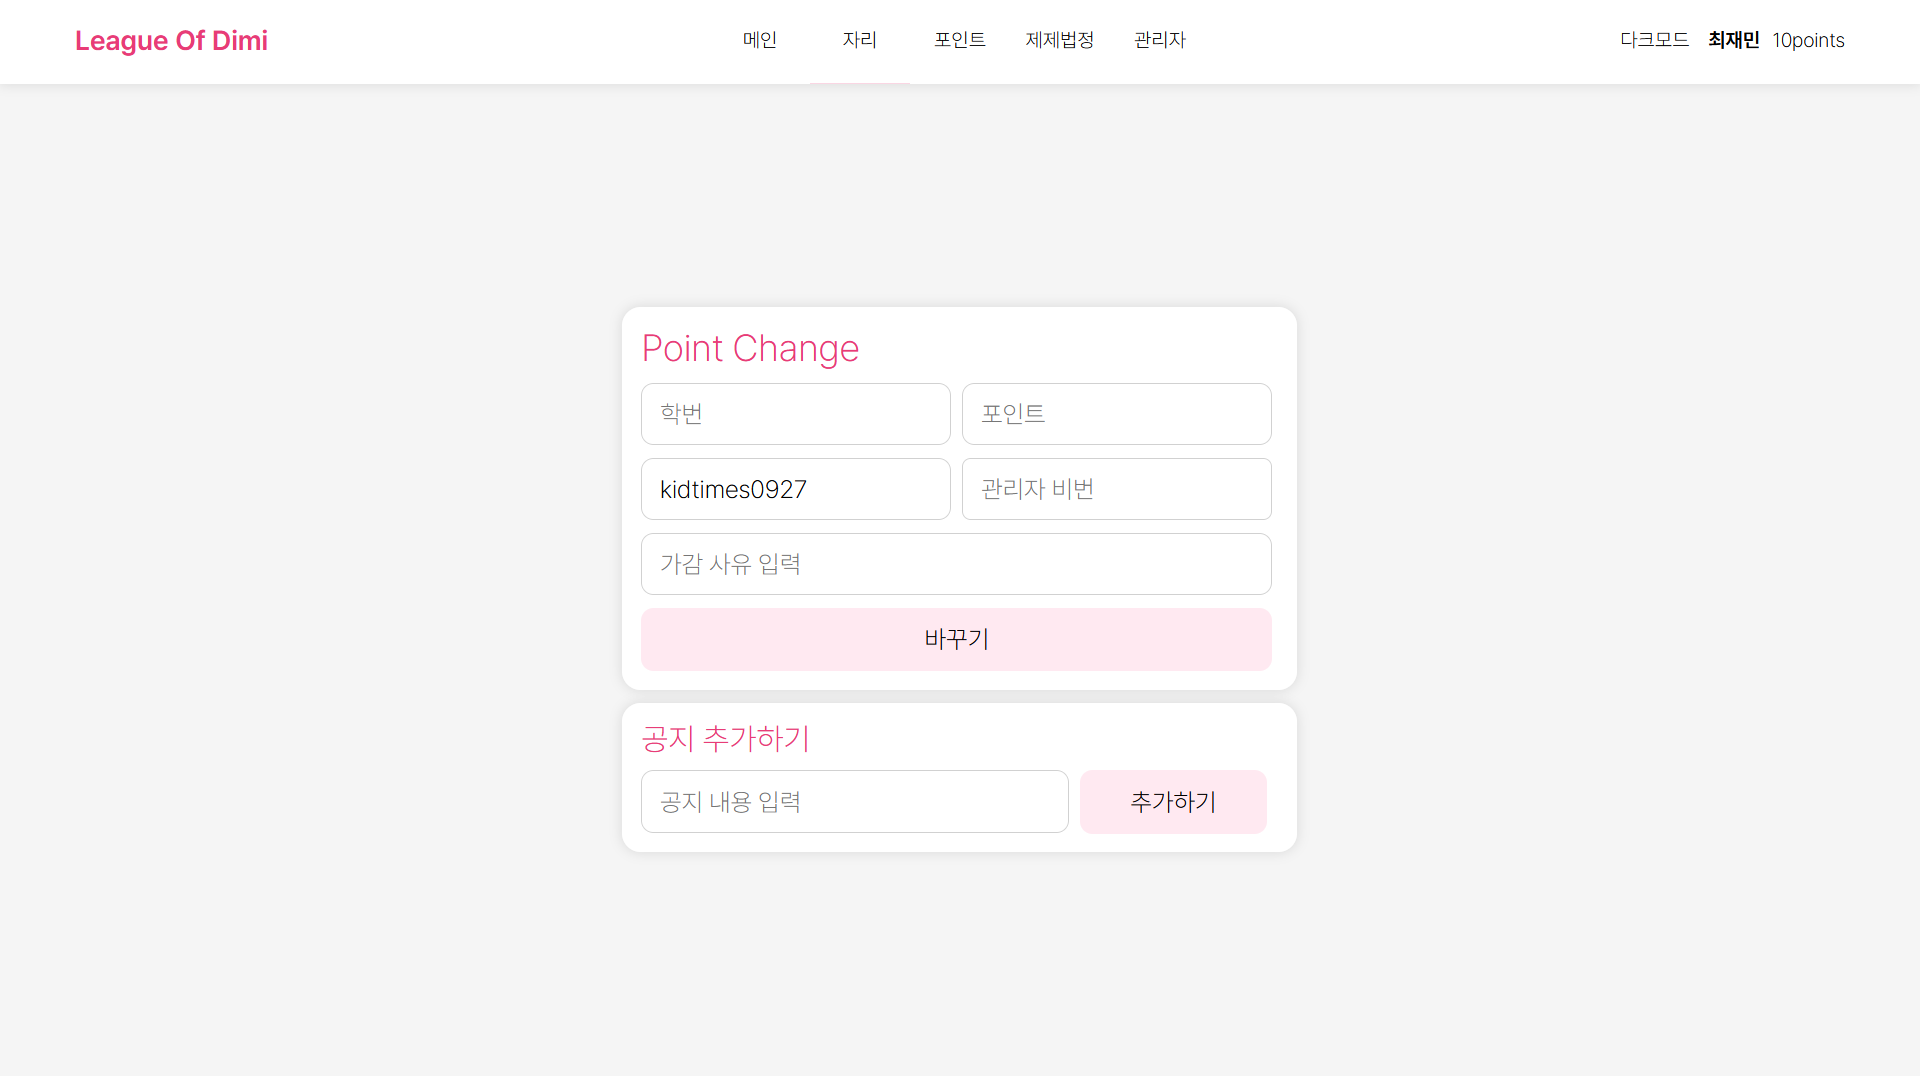 League Of Dimi
메인 자리 포인트 제제법정 관리자
다크모드 최재민 10points
Point Change
학번 포인트
kidtimes0927 관리자 비번
가감 사유 입력
바꾸기
공지 추가하기
공지 내용 입력 추가하기